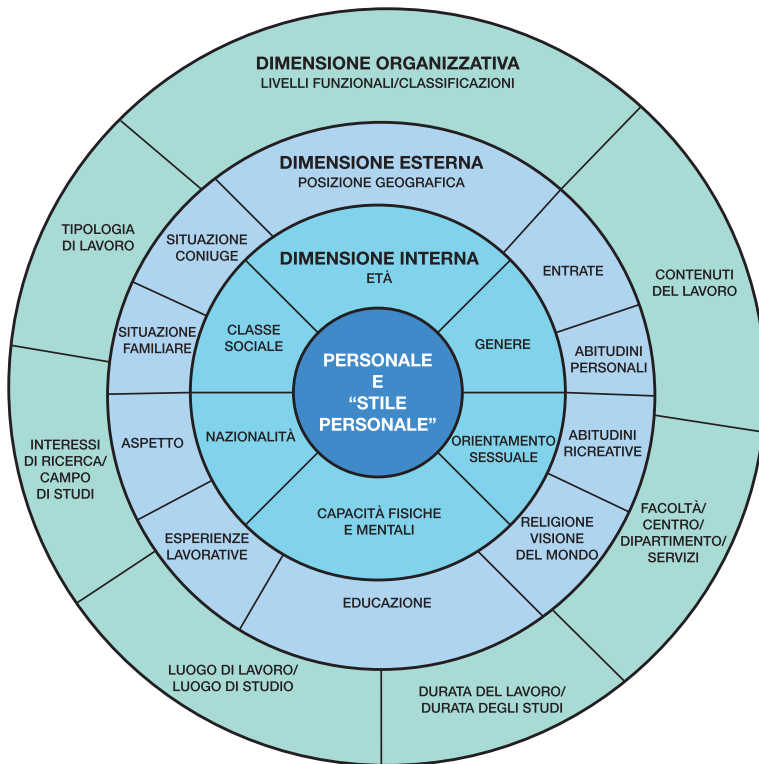 DIMENSIONE ORGANIZZATIVA
LIVELLI FUNZIONALI/CLASSIFICAZIONI
DIMENSIONE ESTERNA
POSIZIONE GEOGRAFICA
TIPOLOGIA
DI LAVORO
SITUAZIONE
CONIUGE
DIMENSIONE INTERNA
ETÀ
ENTRATE
CONTENUTI
DEL LAVORO
SITUAZIONE
FAMILIARE
CLASSE
SOCIALE
GENERE
ABITUDINI
PERSONALI
PERSONALE
E
“STILE
PERSONALE”
INTERESSI
DI RICERCA/
CAMPO
DI STUDI
ASPETTO
NAZIONALITÀ
ORIENTAMENTO
SESSUALE
ABITUDINI
RICREATIVE
FACOLTÀ/
CENTRO/
DIPARTIMENTO/
SERVIZI
ESPERIENZE
LAVORATIVE
CAPACITÀ FISICHE
E MENTALI
RELIGIONE
VISIONE
DEL MONDO
EDUCAZIONE
LUOGO DI LAVORO/
LUOGO DI STUDIO
DURATA DEL LAVORO/
DURATA DEGLI STUDI